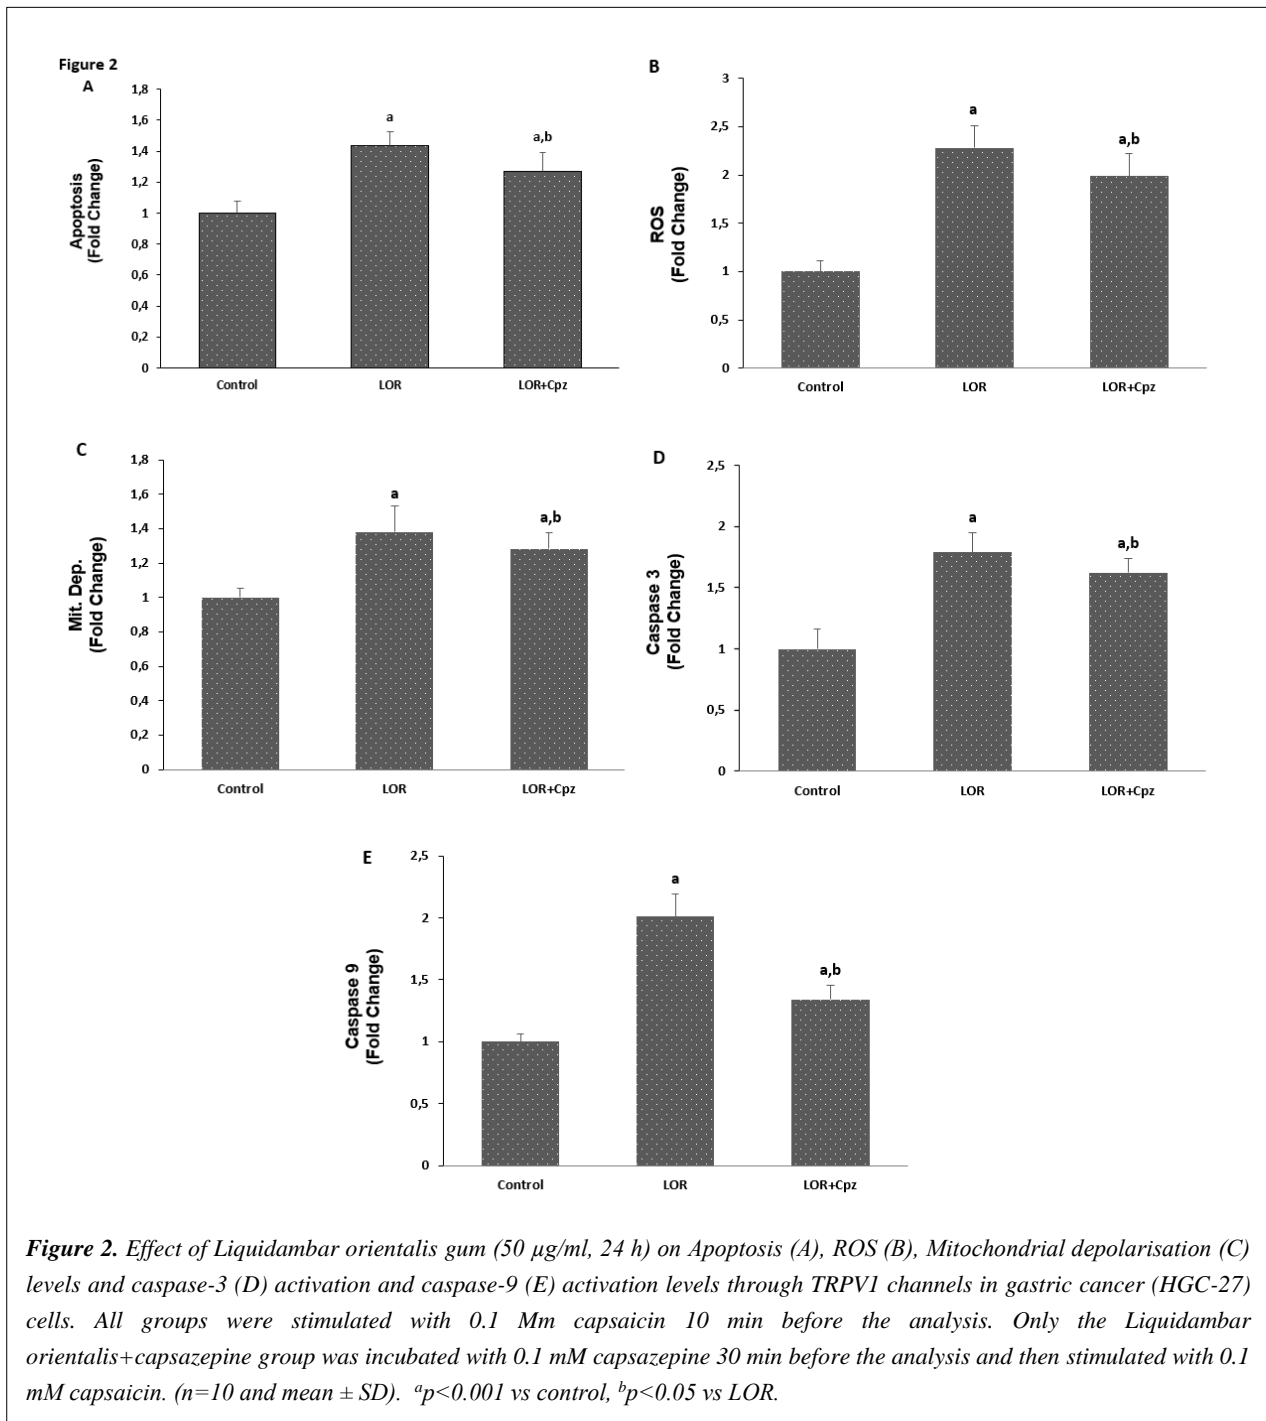 Figure 2
A
1,8
1,6
1,4
1,2
1
0,8
0,6
0,4
0,2
0
Apoptosis
(Fold Change)
a
a,b
Control LOR LOR+Cpz
B
3
2,5
2
1,5
1
0,5
0
ROS
(Fold Change)
a
a,b
Control LOR LOR+Cpz
C
1,8
1,6
1,4
1,2
1
0,8
0,6
0,4
0,2
0
Mit. Dep.
(Fold Change)
a
a,b
Control LOR LOR+Cpz
D
2,5
2
1,5
1
0,5
0
Caspase 3
(Fold Change)
a
a,b
Control LOR LOR+Cpz
E
2,5
2
1,5
1
0,5
0
Caspase 9
(Fold Change)
a
a,b
Control LOR LOR+Cpz
Figure 2. Effect of Liquidambar orientalis gum (50 µg/ml, 24 h) on Apoptosis (A), ROS (B), Mitochondrial depolarisation (C)
levels and caspase-3 (D) activation and caspase-9 (E) activation levels through TRPV1 channels in gastric cancer (HGC-27)
cells. All groups were stimulated with 0.1 Mm capsaicin 10 min before the analysis. Only the Liquidambar
orientalis+capsazepine group was incubated with 0.1 mM capsazepine 30 min before the analysis and then stimulated with 0.1
mM capsaicin. (n=10 and mean ± SD). ᵃp<0.001 vs control, ᵇp<0.05 vs LOR.